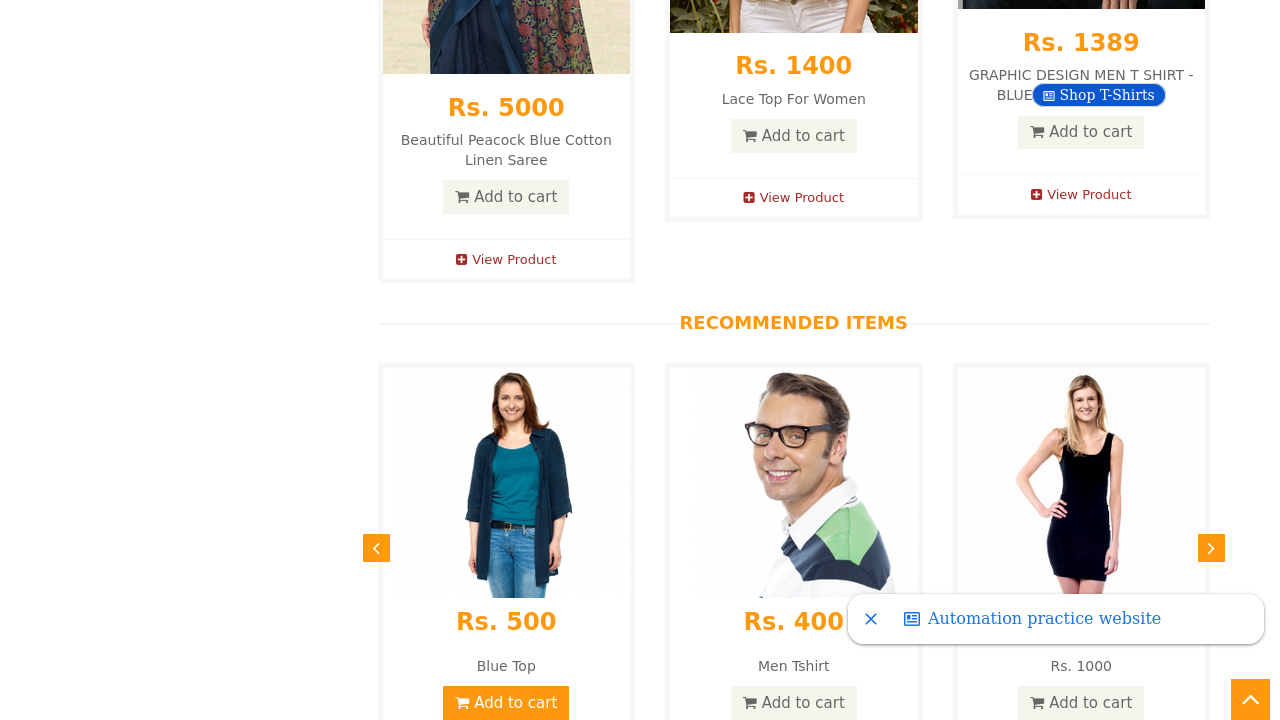 Rs. 5000
Beautiful Peacock Blue Cotton
Linen Saree
Add to cart
View Product
Rs. 1400
Lace Top For Women
Add to cart
View Product
Rs. 1389
GRAPHIC DESIGN MEN T SHIRT -
BLUE
Shop T-Shirts
Add to cart
View Product
RECOMMENDED ITEMS
Rs. 500
Blue Top
Add to cart
Rs. 400
Men Tshirt
Add to cart
Automation practice website
Rs. 1000
Add to cart